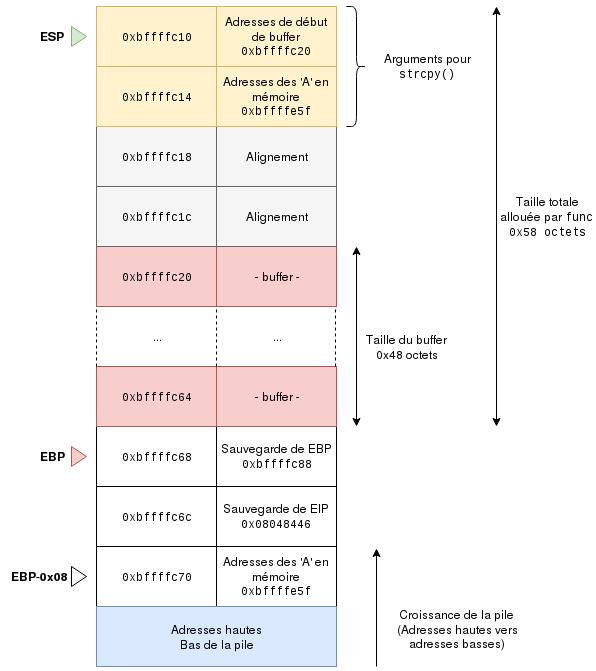 ESP
0xbffffc10
Adresses de début
de buffer
0xbffffc20
0xbffffc14
Adresses des 'A' en
mémoire
0xbffffe5f
Arguments pour
strcpy()
0xbffffc18
Alignement
0xbffffc1c
Alignement
Taille totale
allouée par func
0x58 octets
0xbffffc20
- buffer -
...
...
Taille du buffer
0x48 octets
0xbffffc64
- buffer -
EBP
0xbffffc68
Sauvegarde de EBP
0xbffffc88
0xbffffc6c
Sauvegarde de EIP
0x08048446
EBP-0x08
0xbffffc70
Adresses des 'A' en
mémoire
0xbffffe5f
Adresses hautes
Bas de la pile
Croissance de la pile
(Adresses hautes vers
adresses basses)